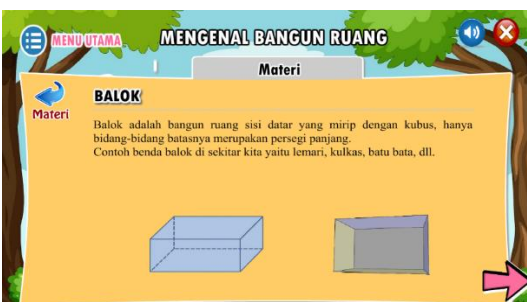 MENU UTAMA
MENGENAL BANGUN RUANG
Materi
Materi
BALOK
Balok adalah bangun ruang sisi datar yang mirip dengan kubus, hanya
bidang-bidang batasnya merupakan persegi panjang.
Contoh benda balok di sekitar kita yaitu lemari, kulkas, batu bata, dll.